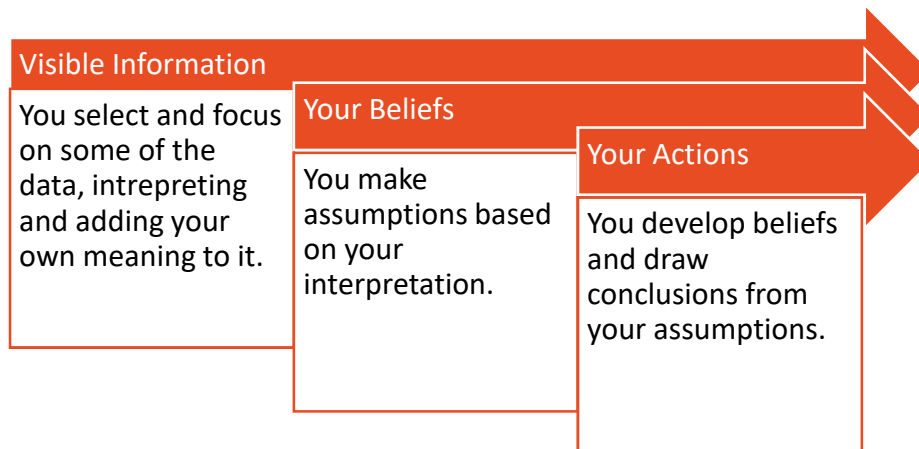 Visible Information
You select and focus
on some of the
data, intrepreting
and adding your
own meaning to it.
Your Beliefs
You make
assumptions based
on your
interpretation.
Your Actions
You develop beliefs
and draw
conclusions from
your assumptions.